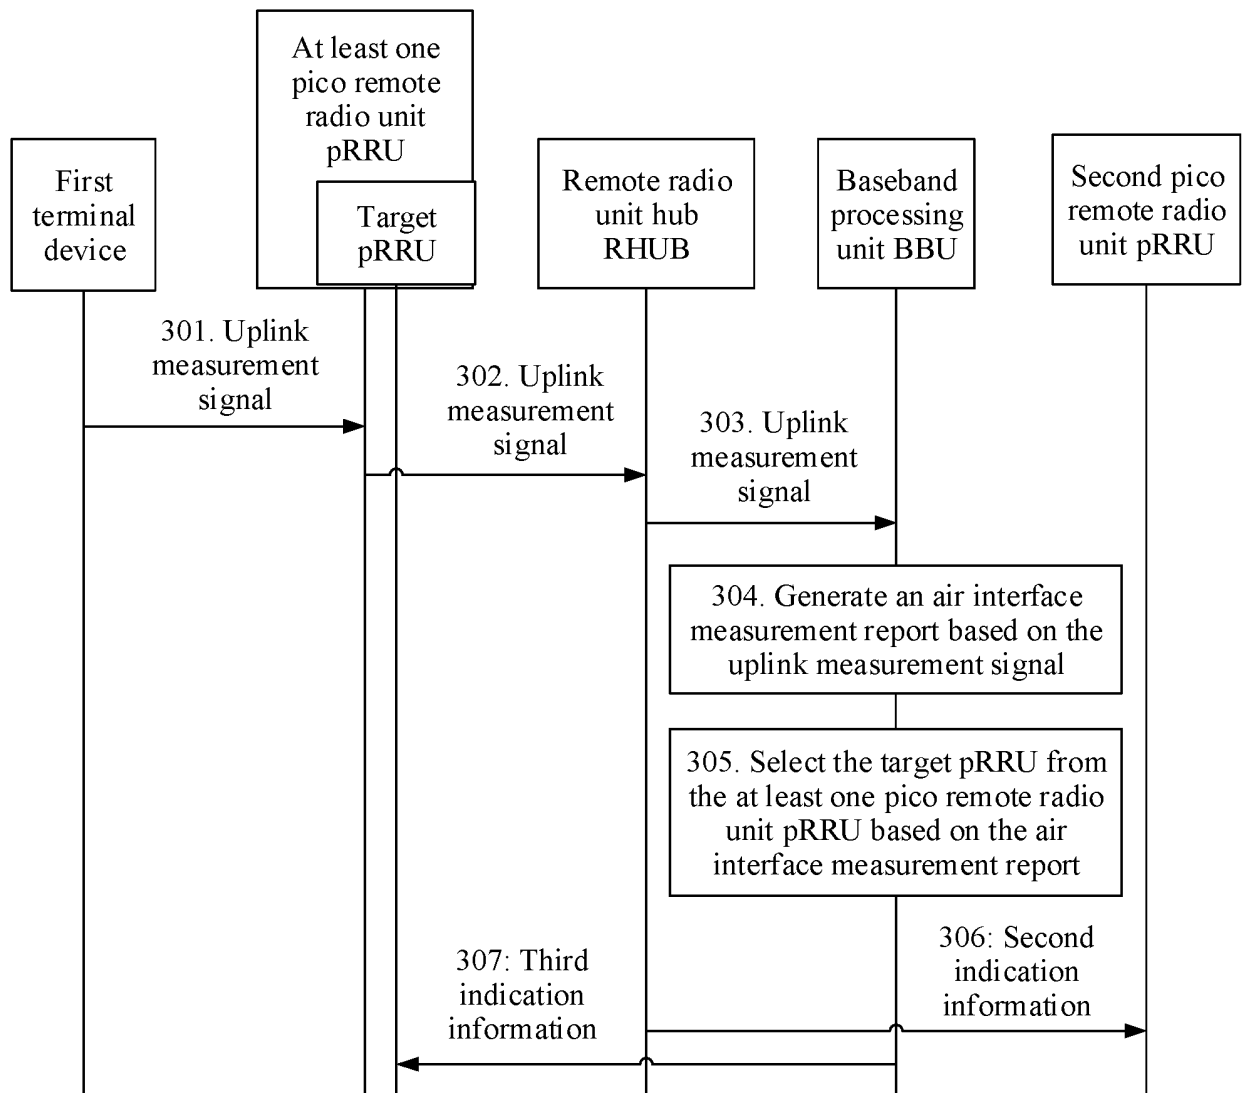 At least one
pico remote
radio unit
pRRU
Target
pRRU
First
terminal
device
Remote radio
unit hub
RHUB
Baseband
processing
unit BBU
Second pico
remote radio
unit pRRU
301. Uplink
measurement
signal
302. Uplink
measurement
signal
303. Uplink
measurement
signal
304. Generate an air interface
measurement report based on the
uplink measurement signal
305. Select the target pRRU from
the at least one pico remote radio
unit pRRU based on the air
interface measurement report
306: Second
indication
information
307: Third
indication
information